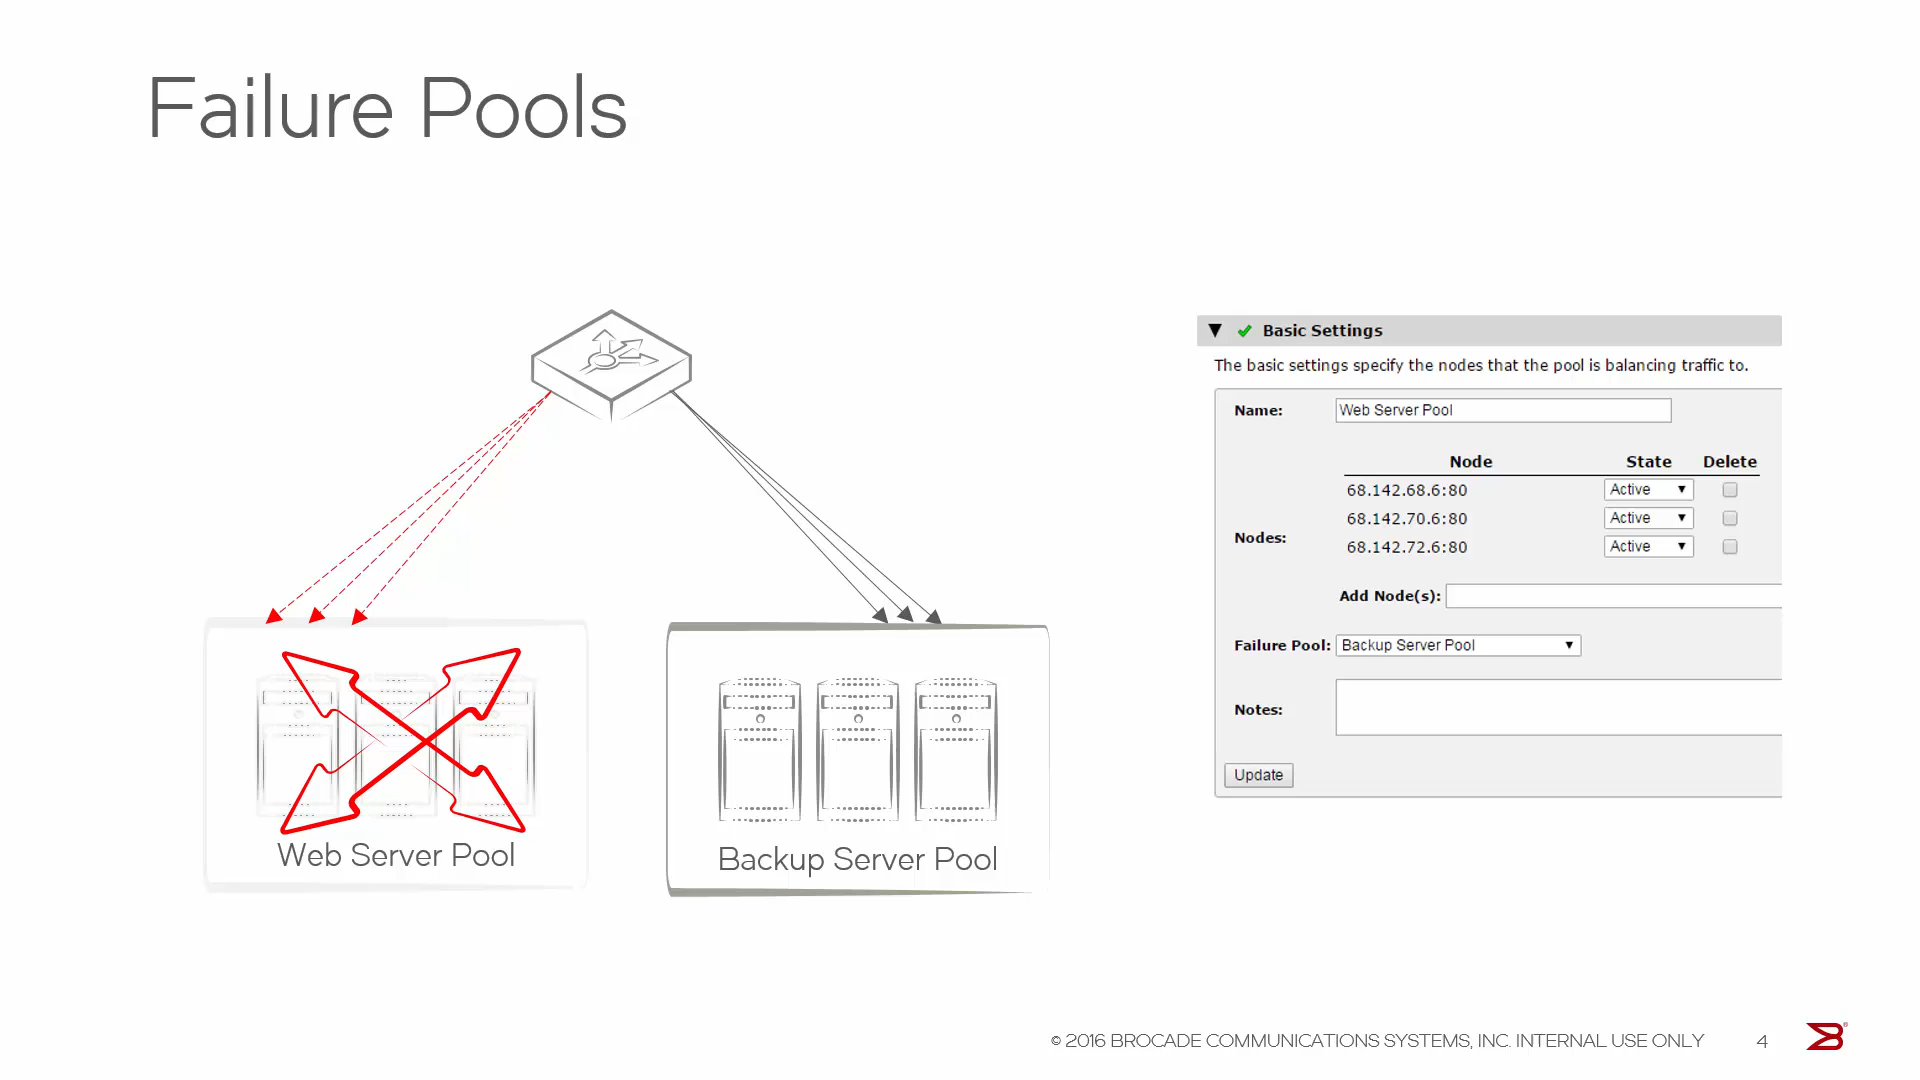 Failure Pools
Web Server Pool
Backup Server Pool
Basic Settings
The basic settings specify the nodes that the pool is balancing traffic to.
Name: Web Server Pool
Node State Delete
68.142.68.6:80 Active
68.142.70.6:80 Active
Nodes:
68.142.72.6:80 Active
Add Node(s):
Failure Pool: Backup Server Pool
Notes:
Update
© 2016 BROCADE COMMUNICATIONS SYSTEMS, INC. INTERNAL USE ONLY 4